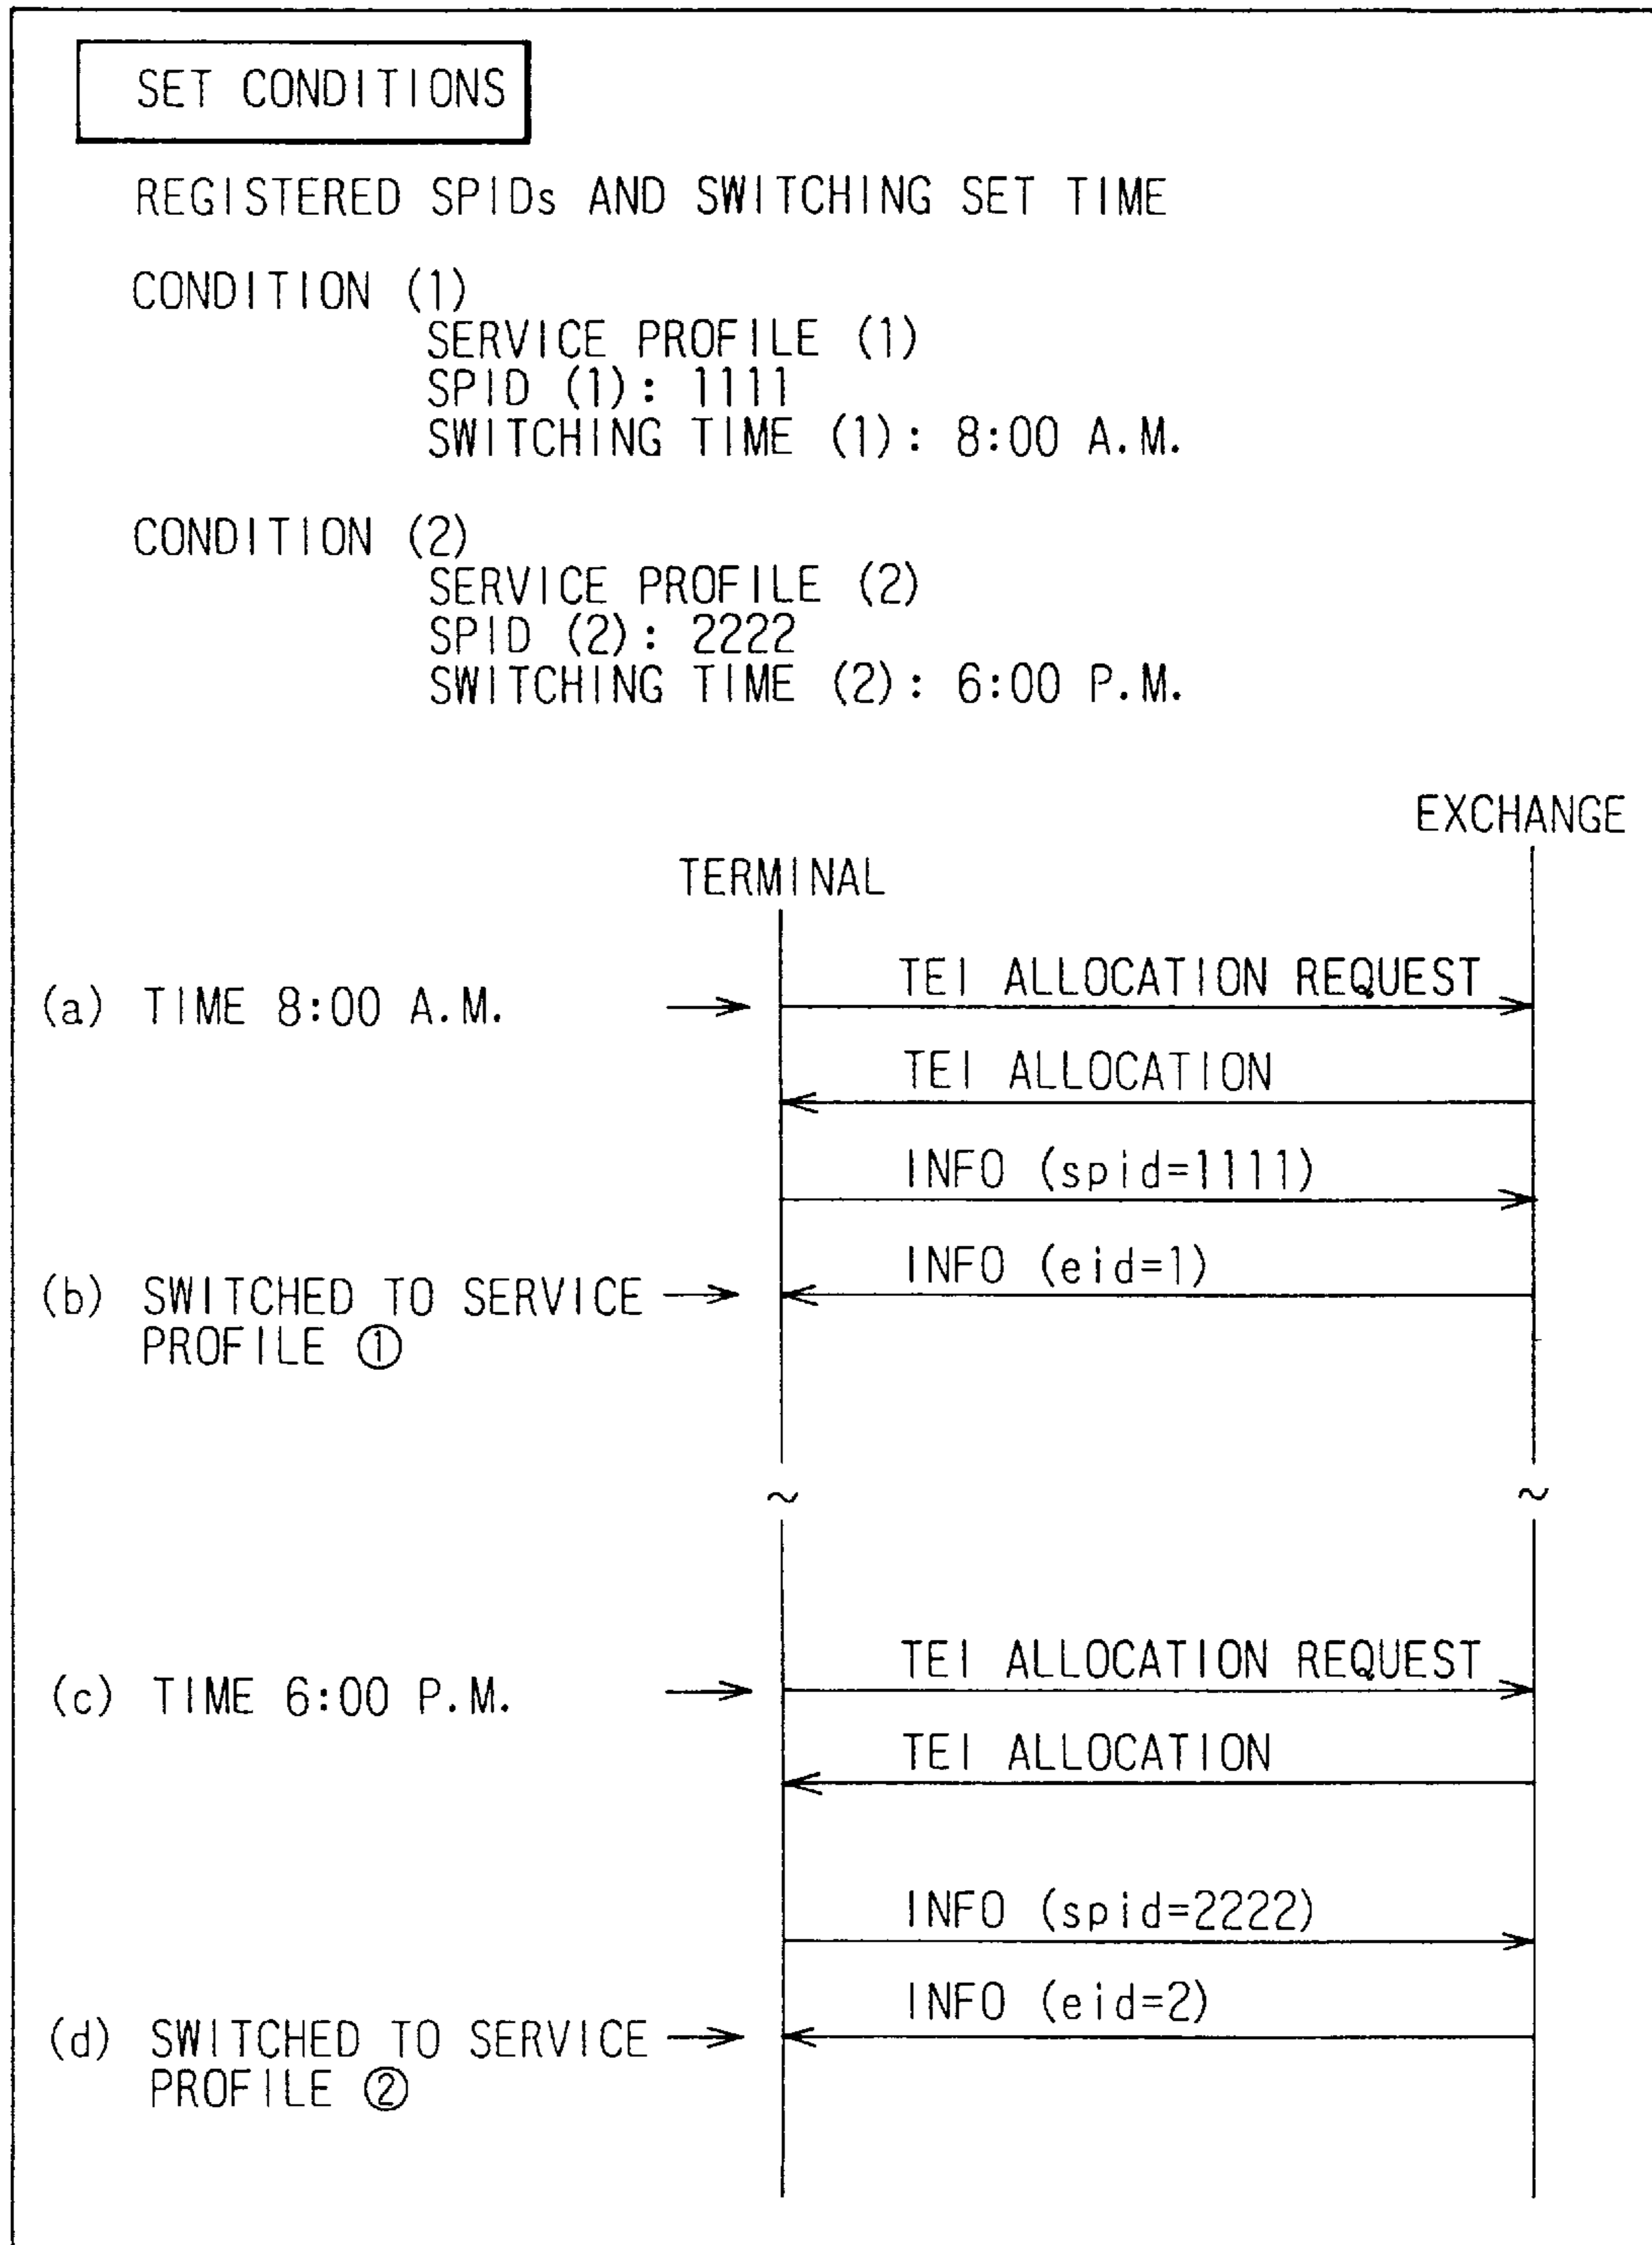 SET CONDITIONS
REGISTERED SPIDs AND SWITCHING SET TIME
CONDITION (1)
SERVICE PROFILE (1)
SPID (1): 1111
SWITCHING TIME (1): 8:00 A.M.
CONDITION (2)
SERVICE PROFILE (2)
SPID (2): 2222
SWITCHING TIME (2): 6:00 P.M.
EXCHANGE
TERMINAL
TEI ALLOCATION REQUEST
(a) TIME 8:00 A.M.
TEI ALLOCATION
INFO (spid=1111)
INFO (eid=1)
(b) SWITCHED TO SERVICE
PROFILE ①
~ ~
TEI ALLOCATION REQUEST
(c) TIME 6:00 P.M.
TEI ALLOCATION
INFO (spid=2222)
INFO (eid=2)
(d) SWITCHED TO SERVICE
PROFILE ②